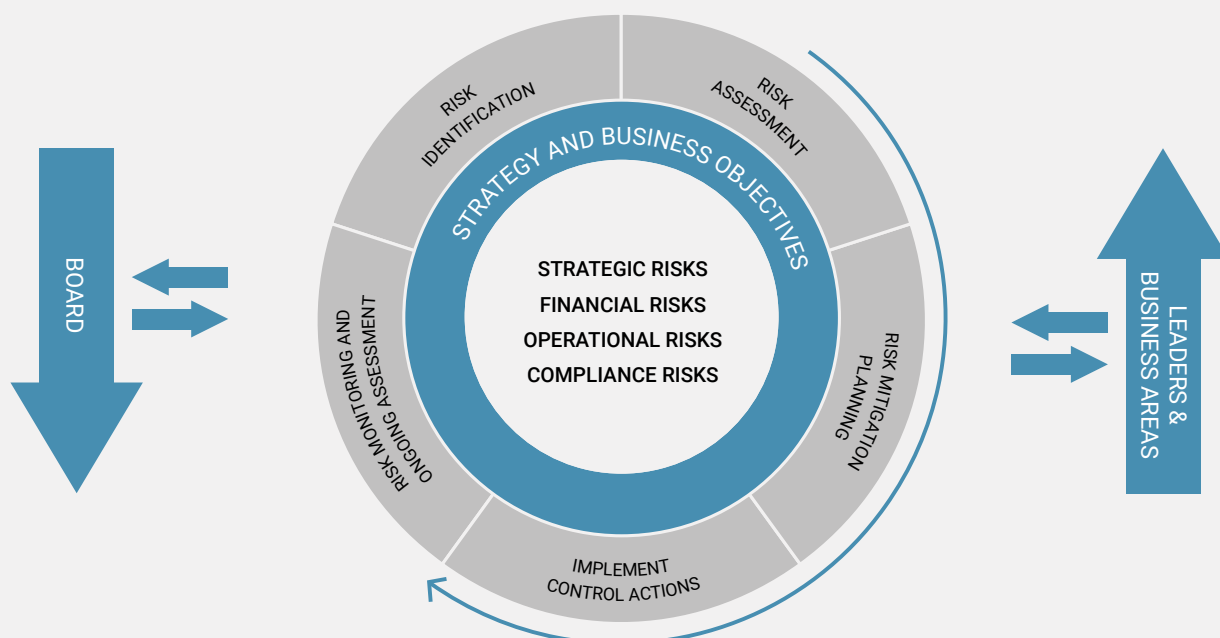 RISK
IDENTIFICATION
RISK
ASSESSMENT
STRATEGY AND BUSINESS OBJECTIVES
STRATEGIC RISKS
FINANCIAL RISKS
OPERATIONAL RISKS
COMPLIANCE RISKS
BOARD
RISK MONITORING AND
ONGOING ASSESSMENT
RISK MITIGATION
PLANNING
LEADERS &
BUSINESS AREAS
IMPLEMENT
CONTROL ACTIONS